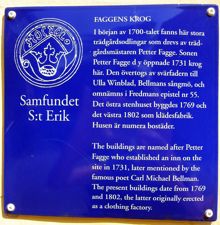 STOCKHOLM
Samfundet
S:t Erik
FAGGENS KROG
I början av 1700-talet fanns här stora
trädgårdsodlingar som drevs av träd-
gårdsmästaren Petter Fagge. Sonen
Petter Fagge d y öppnade 1731 krog
här. Den övertogs av svärfadern till
Ulla Winblad, Bellmans sångmö, och
omnämns i Fredmans epistel nr 55.
Det östra stenhuset byggdes 1769 och
det västra 1802 som klädesfabrik.
Husen är numera bostäder.
The buildings are named after Petter
Fagge who established an inn on the
site in 1731, later mentioned by the
famous poet Carl Michael Bellman.
The present buildings date from 1769
and 1802, the latter originally erected
as a clothing factory.